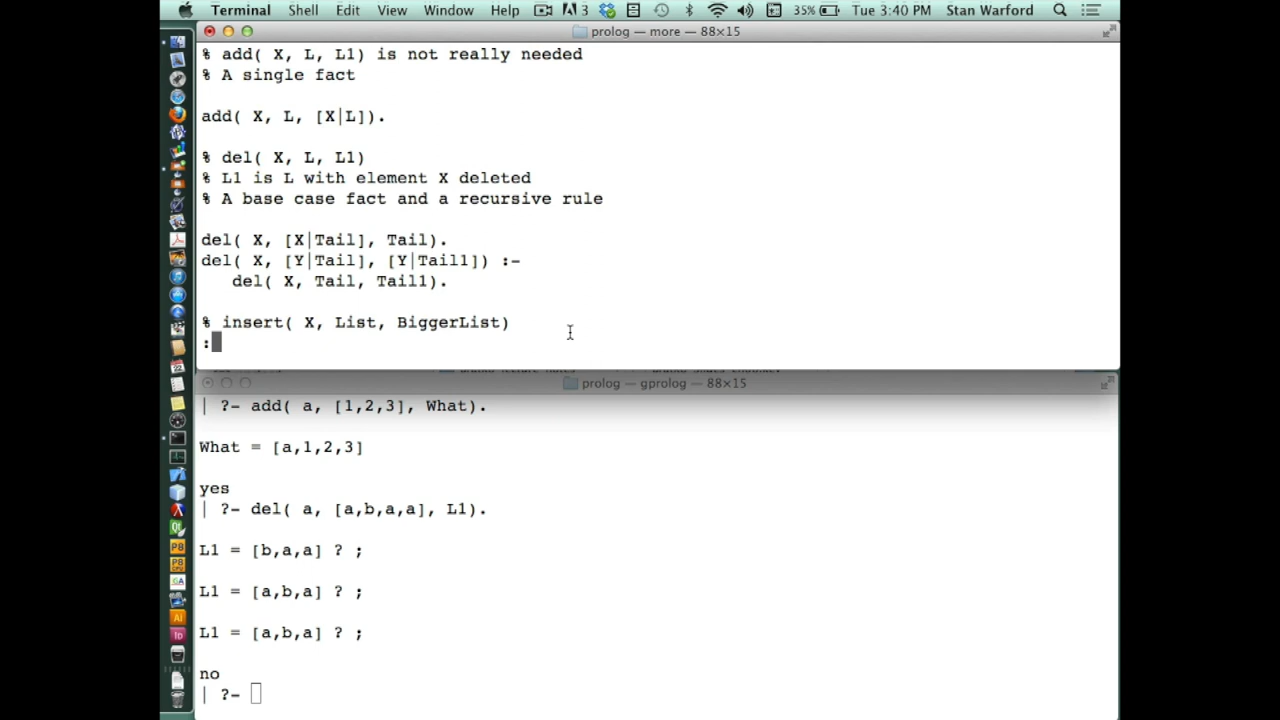 Terminal Shell Edit View Window Help 3 35% Tue 3:40 PM Stan Warford
prolog — more — 88×15
% add( X, L, L1) is not really needed
% A single fact
add( X, L, [X|L]).
% del( X, L, L1)
% L1 is L with element X deleted
% A base case fact and a recursive rule
del( X, [X|Tail], Tail).
del( X, [Y|Tail], [Y|Tail1]) :-
del( X, Tail, Tail1).
% insert( X, List, BiggerList)
:
prolog — gprolog — 88×15
| ?- add( a, [1,2,3], What).
What = [a,1,2,3]
yes
| ?- del( a, [a,b,a,a], L1).
L1 = [b,a,a] ? ;
L1 = [a,b,a] ? ;
L1 = [a,b,a] ? ;
no
| ?-